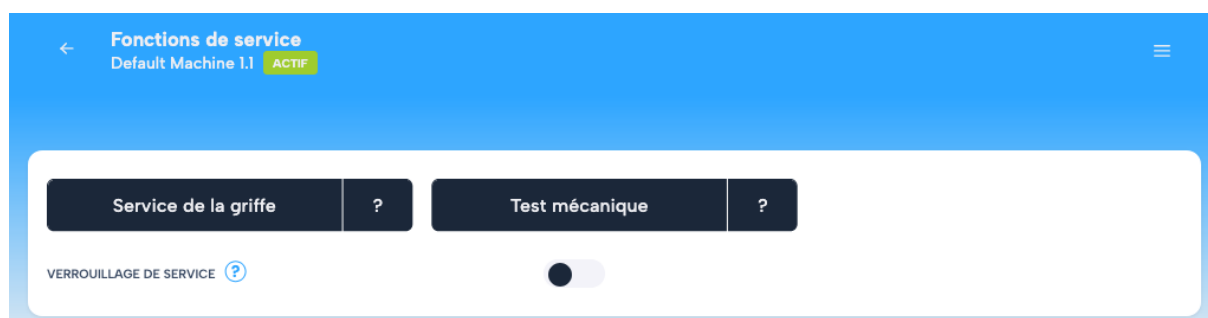 Fonctions de service
Default Machine 1.1 ACTIF
Service de la griffe ? Test mécanique ?
VERROUILLAGE DE SERVICE ?